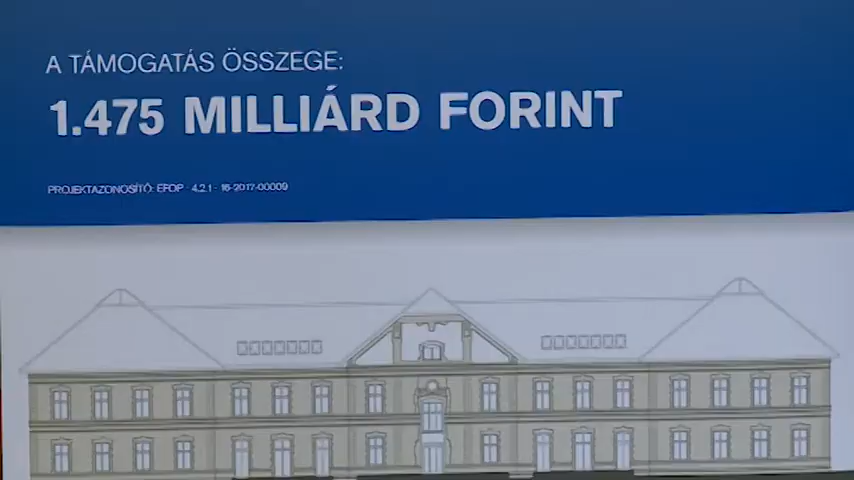 A TÁMOGATÁS ÖSSZEGE:
1.475 MILLIÁRD FORINT
PROJEKTAZONOSÍTÓ: EFOP - 4.2.1 - 16-2017-00009